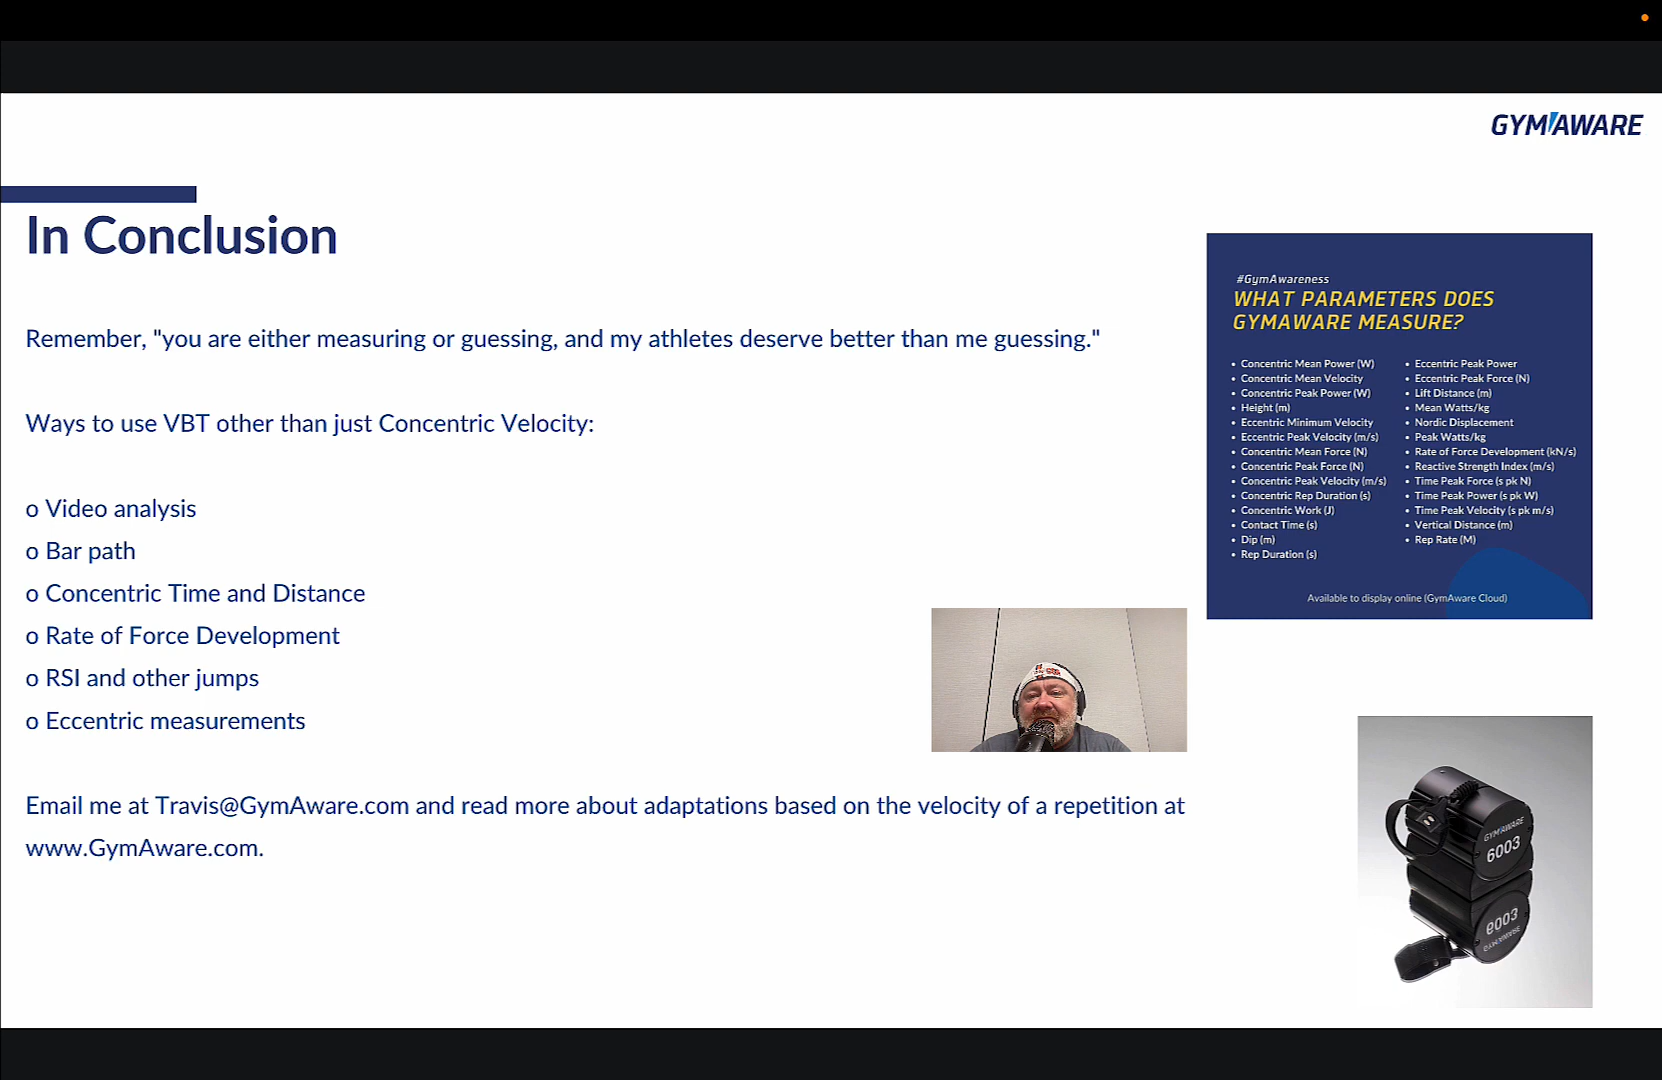 GYMAWARE
In Conclusion
Remember, "you are either measuring or guessing, and my athletes deserve better than me guessing."
Ways to use VBT other than just Concentric Velocity:
o Video analysis
o Bar path
o Concentric Time and Distance
o Rate of Force Development
o RSI and other jumps
o Eccentric measurements
Email me at Travis@GymAware.com and read more about adaptations based on the velocity of a repetition at
www.GymAware.com.
#GymAwareness
WHAT PARAMETERS DOES
GYMAWARE MEASURE?
• Concentric Mean Power (W)
• Concentric Mean Velocity
• Concentric Peak Power (W)
• Height (m)
• Eccentric Minimum Velocity
• Eccentric Peak Velocity (m/s)
• Concentric Mean Force (N)
• Concentric Peak Force (N)
• Concentric Peak Velocity (m/s)
• Concentric Rep Duration (s)
• Concentric Work (J)
• Contact Time (s)
• Dip (m)
• Rep Duration (s)
• Eccentric Peak Power
• Eccentric Peak Force (N)
• Lift Distance (m)
• Mean Watts/kg
• Nordic Displacement
• Peak Watts/kg
• Rate of Force Development (kN/s)
• Reactive Strength Index (m/s)
• Time Peak Force (s pk N)
• Time Peak Power (s pk W)
• Time Peak Velocity (s pk m/s)
• Vertical Distance (m)
• Rep Rate (M)
Available to display online (GymAware Cloud)
GYMAWARE
6003